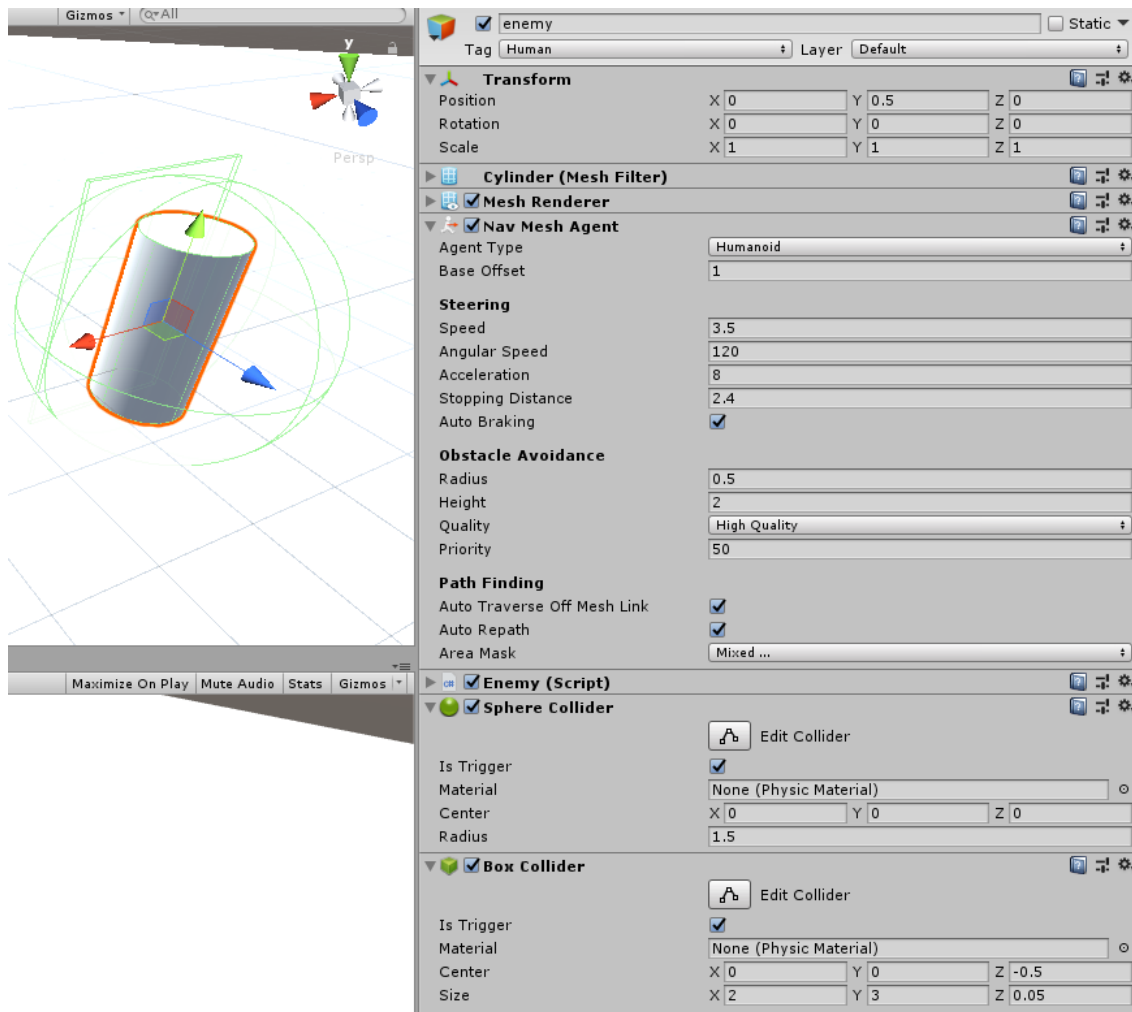 Gizmos All
y
Persp
Maximize On Play Mute Audio Stats Gizmos
enemy Static
Tag Human Layer Default
Transform
Position X 0 Y 0.5 Z 0
Rotation X 0 Y 0 Z 0
Scale X 1 Y 1 Z 1
Cylinder (Mesh Filter)
Mesh Renderer
Nav Mesh Agent
Agent Type Humanoid
Base Offset 1
Steering
Speed 3.5
Angular Speed 120
Acceleration 8
Stopping Distance 2.4
Auto Braking
Obstacle Avoidance
Radius 0.5
Height 2
Quality High Quality
Priority 50
Path Finding
Auto Traverse Off Mesh Link
Auto Repath
Area Mask Mixed ...
C# Enemy (Script)
Sphere Collider
Edit Collider
Is Trigger
Material None (Physic Material)
Center X 0 Y 0 Z 0
Radius 1.5
Box Collider
Edit Collider
Is Trigger
Material None (Physic Material)
Center X 0 Y 0 Z -0.5
Size X 2 Y 3 Z 0.05